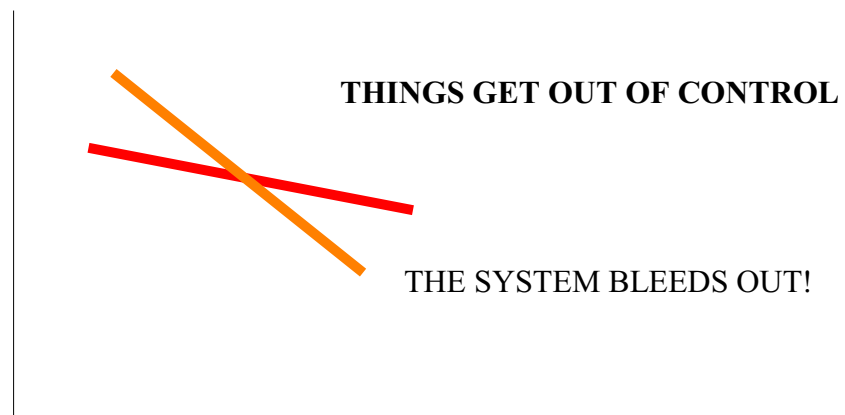 THINGS GET OUT OF CONTROL
THE SYSTEM BLEEDS OUT!